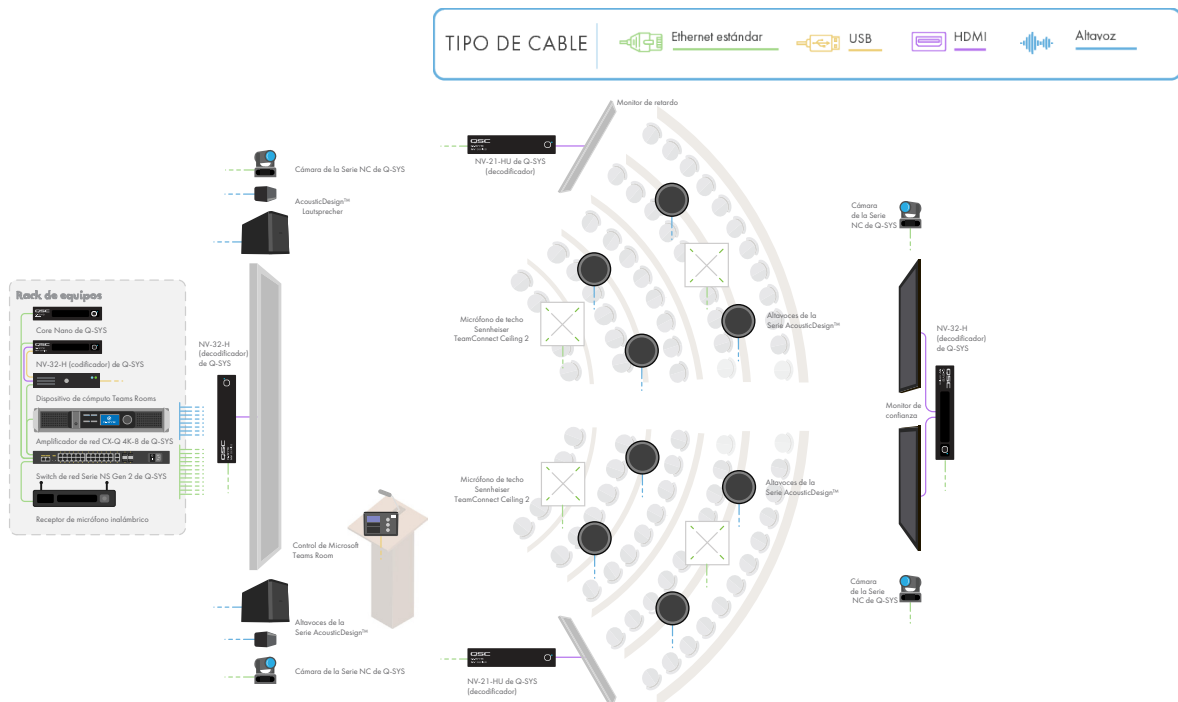 TIPO DE CABLE
Ethernet estándar
USB
HDMI
Altavoz
Monitor de retardo
QSC
NV-21-HU de Q-SYS
(decodificador)
Cámara de la Serie NC de Q-SYS
AcousticDesign™
Lautsprecher
Cámara
de la Serie
NC de Q-SYS
Rack de equipos
QSC
Core Nano de Q-SYS
QSC
NV-32-H (codificador) de Q-SYS
Dispositivo de cómputo Teams Rooms
Amplificador de red CX-Q 4K-8 de Q-SYS
Switch de red Serie NS Gen 2 de Q-SYS
Receptor de micrófono inalámbrico
NV-32-H
(decodificador)
de Q-SYS
QSC
Micrófono de techo
Sennheiser
TeamConnect Ceiling 2
Altavoces de la
Serie AcousticDesign™
NV-32-H
(decodificador)
de Q-SYS
QSC
Monitor de
confianza
Micrófono de techo
Sennheiser
TeamConnect Ceiling 2
Altavoces de la
Serie AcousticDesign™
Control de Microsoft
Teams Room
Cámara
de la Serie
NC de Q-SYS
Altavoces de la
Serie AcousticDesign™
Cámara de la Serie NC de Q-SYS
QSC
NV-21-HU de Q-SYS
(decodificador)